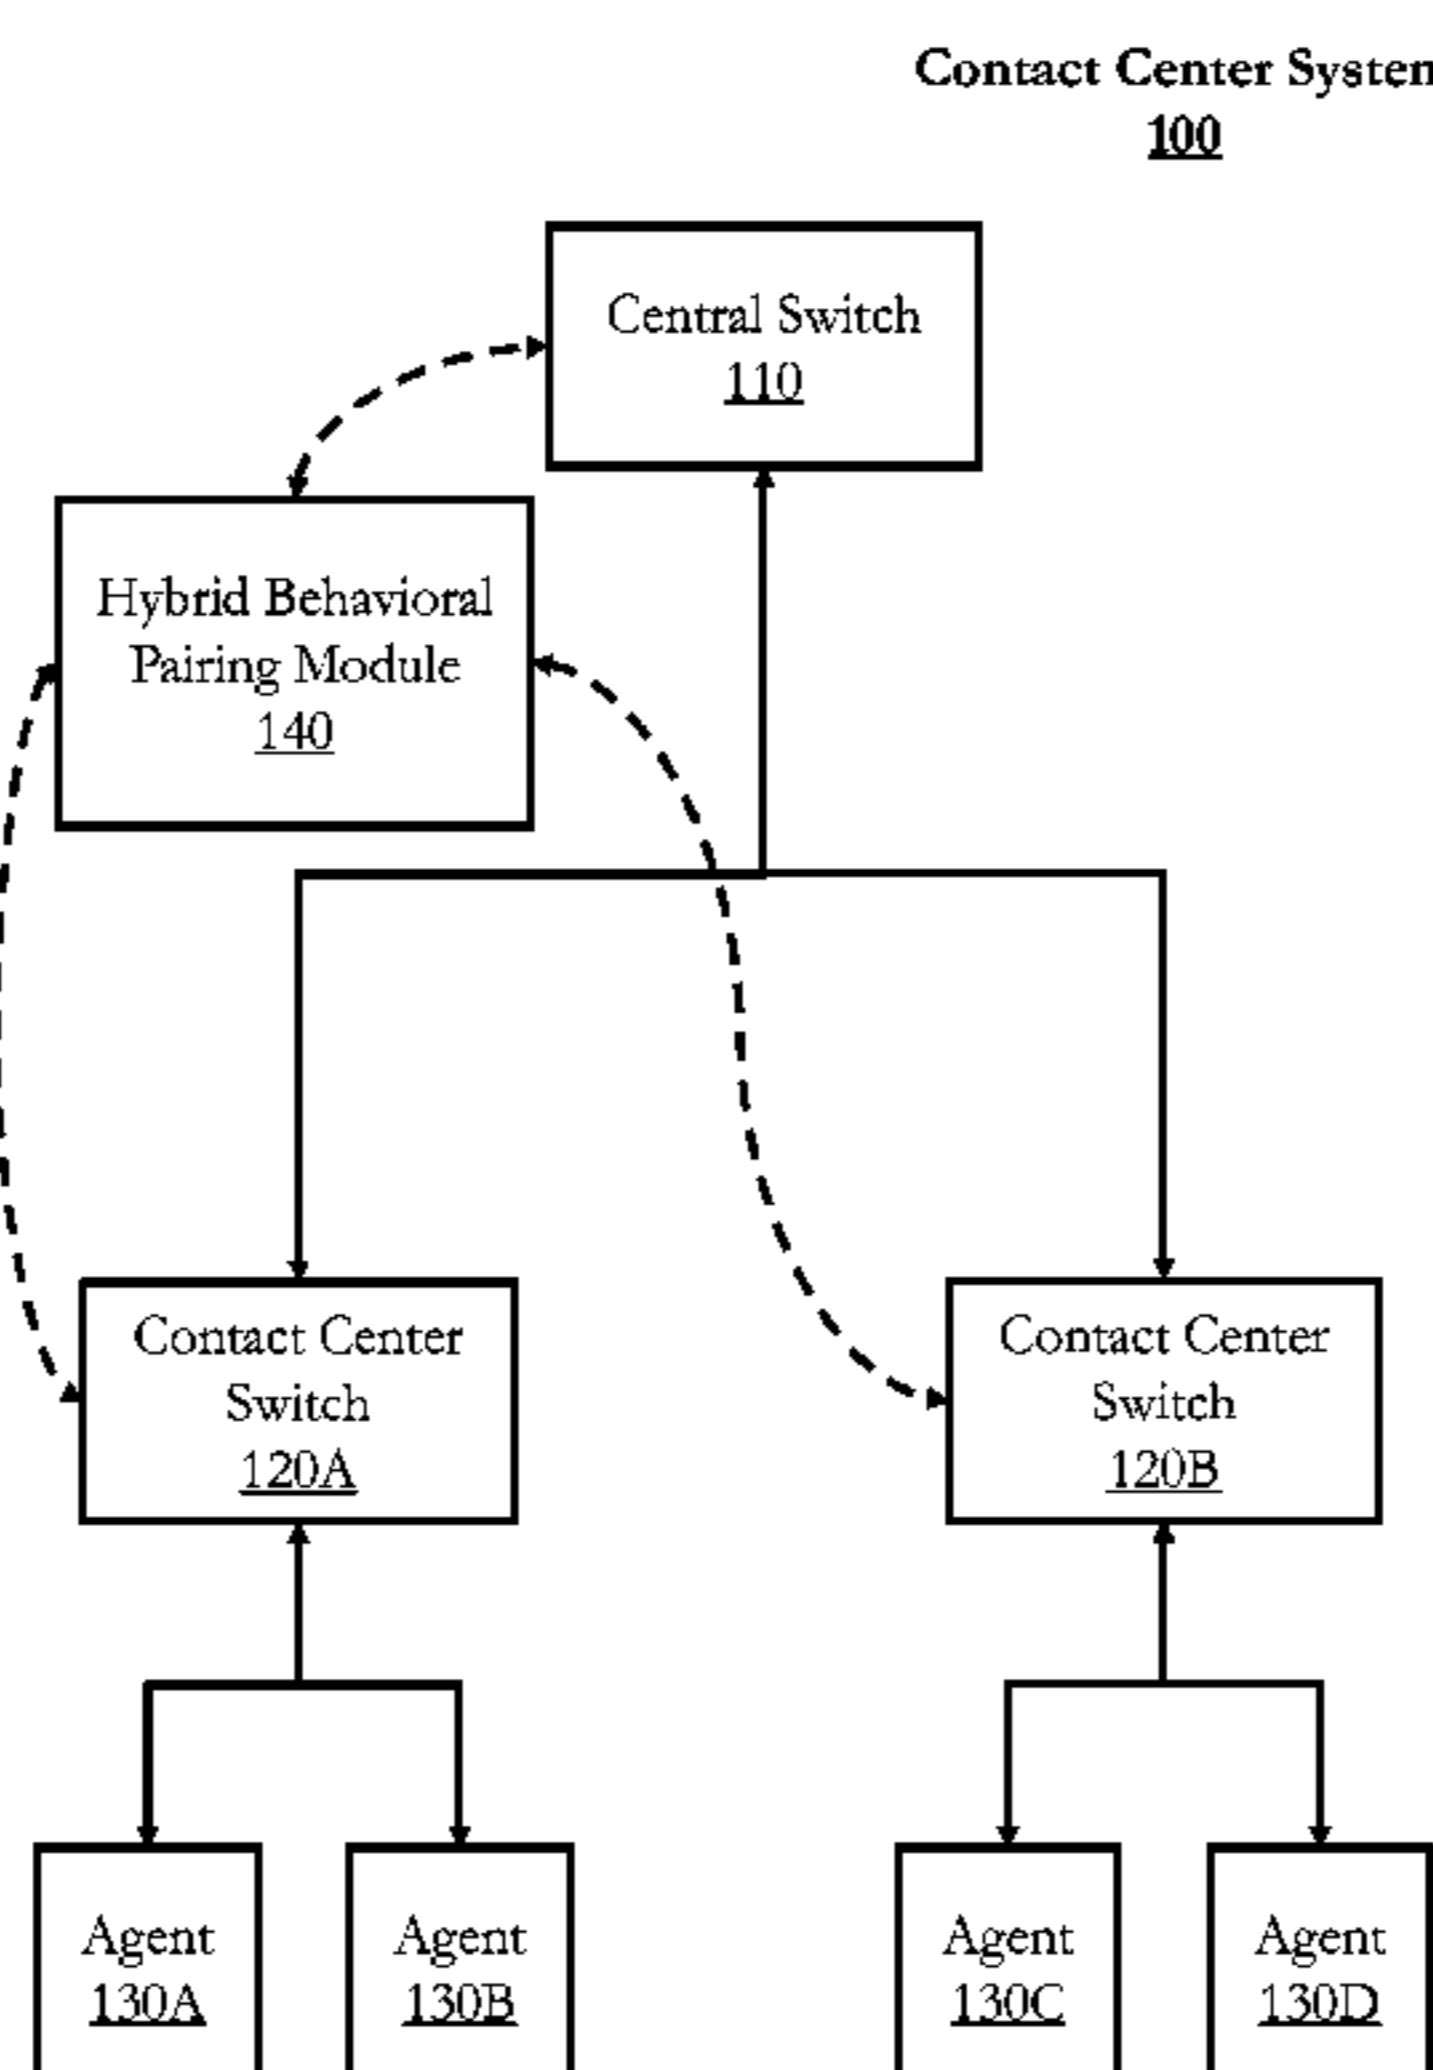 Contact Center System
100
Central Switch
110
Hybrid Behavioral
Pairing Module
140
Contact Center
Switch
120A
Contact Center
Switch
120B
Agent
130A
Agent
130B
Agent
130C
Agent
130D